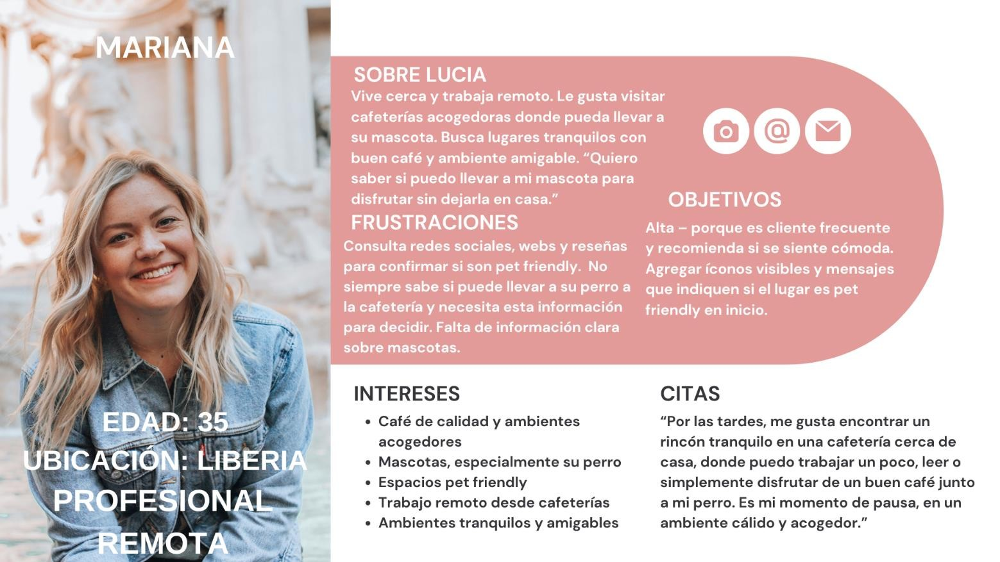 MARIANA
EDAD: 35
UBICACIÓN: LIBERIA
PROFESIONAL
REMOTA
SOBRE LUCIA
Vive cerca y trabaja remoto. Le gusta visitar
cafeterías acogedoras donde pueda llevar a
su mascota. Busca lugares tranquilos con
buen café y ambiente amigable. “Quiero
saber si puedo llevar a mi mascota para
disfrutar sin dejarla en casa.”
FRUSTRACIONES
Consulta redes sociales, webs y reseñas
para confirmar si son pet friendly.  No
siempre sabe si puede llevar a su perro a
la cafetería y necesita esta información
para decidir. Falta de información clara
sobre mascotas.
OBJETIVOS
Alta – porque es cliente frecuente
y recomienda si se siente cómoda.
Agregar íconos visibles y mensajes
que indiquen si el lugar es pet
friendly en inicio.
INTERESES
• Café de calidad y ambientes
acogedores
• Mascotas, especialmente su perro
• Espacios pet friendly
• Trabajo remoto desde cafeterías
• Ambientes tranquilos y amigables
CITAS
“Por las tardes, me gusta encontrar un
rincón tranquilo en una cafetería cerca de
casa, donde puedo trabajar un poco, leer o
simplemente disfrutar de un buen café junto
a mi perro. Es mi momento de pausa, en un
ambiente cálido y acogedor.”